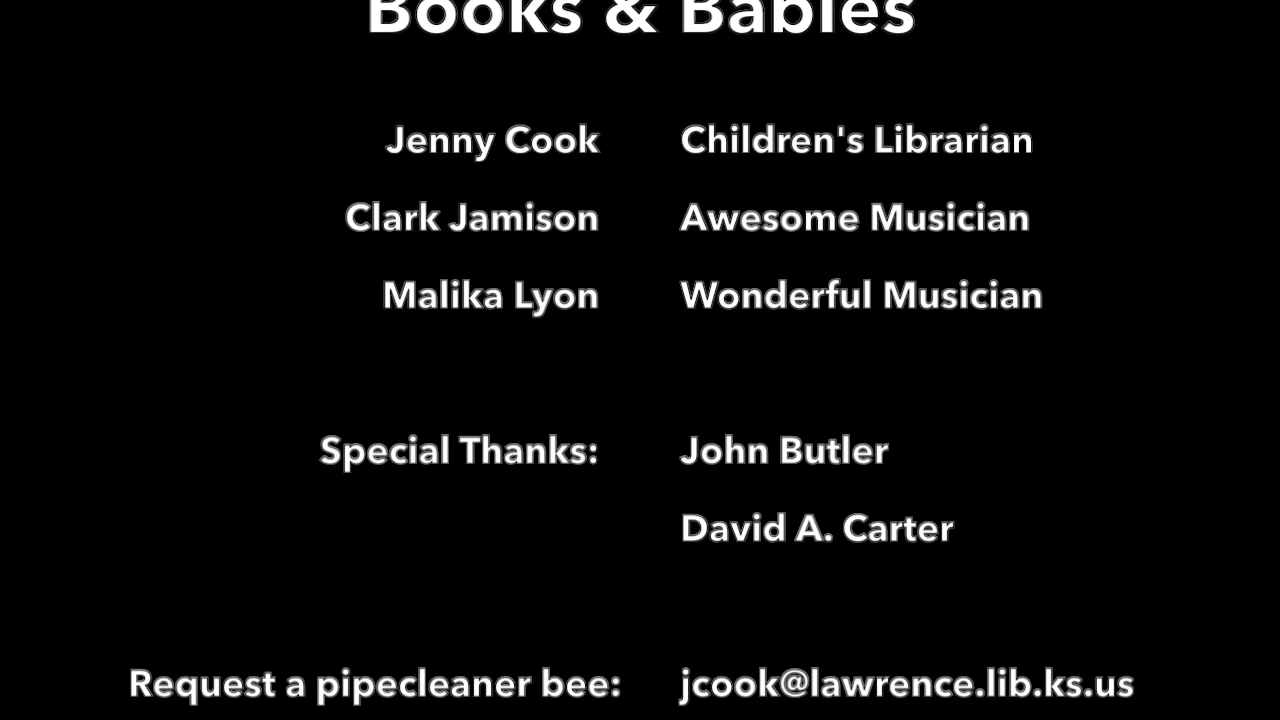 Books & Babies
Jenny Cook Children's Librarian
Clark Jamison Awesome Musician
Malika Lyon Wonderful Musician
Special Thanks: John Butler
David A. Carter
Request a pipecleaner bee: jcook@lawrence.lib.ks.us